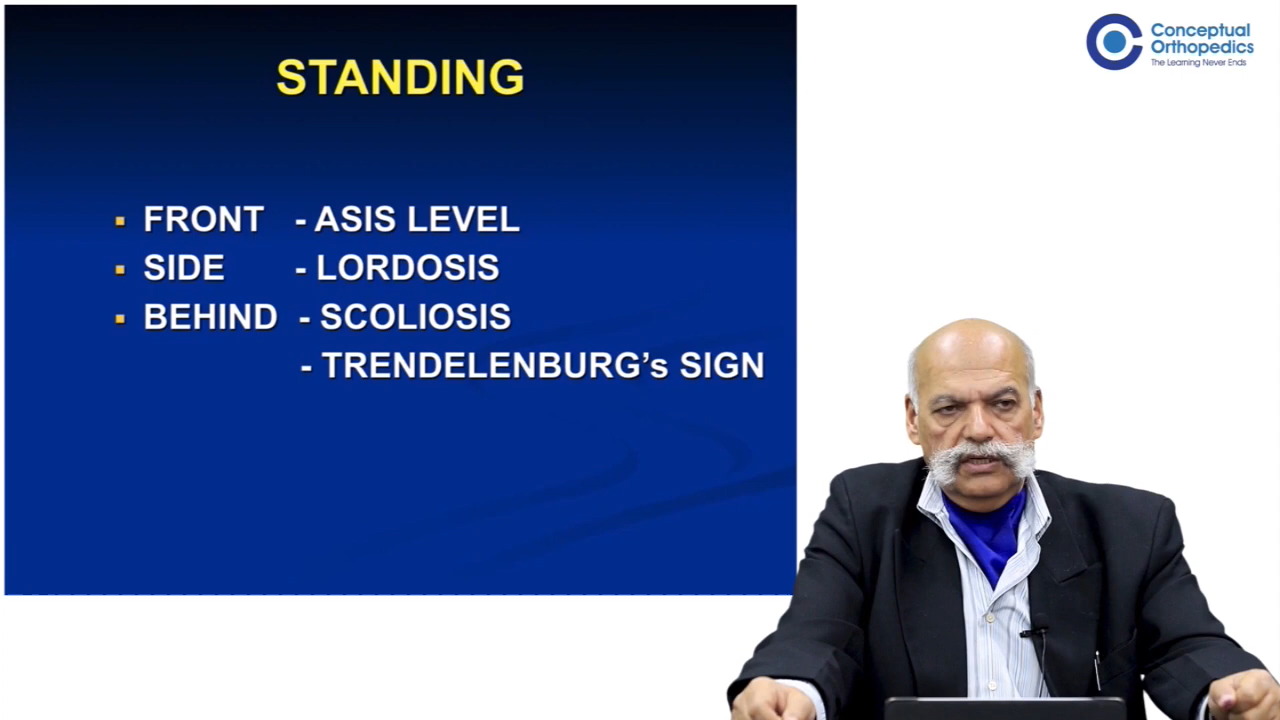 STANDING
▪ FRONT - ASIS LEVEL
▪ SIDE - LORDOSIS
▪ BEHIND - SCOLIOSIS
- TRENDELENBURG’s SIGN
Conceptual
Orthopedics
The Learning Never Ends